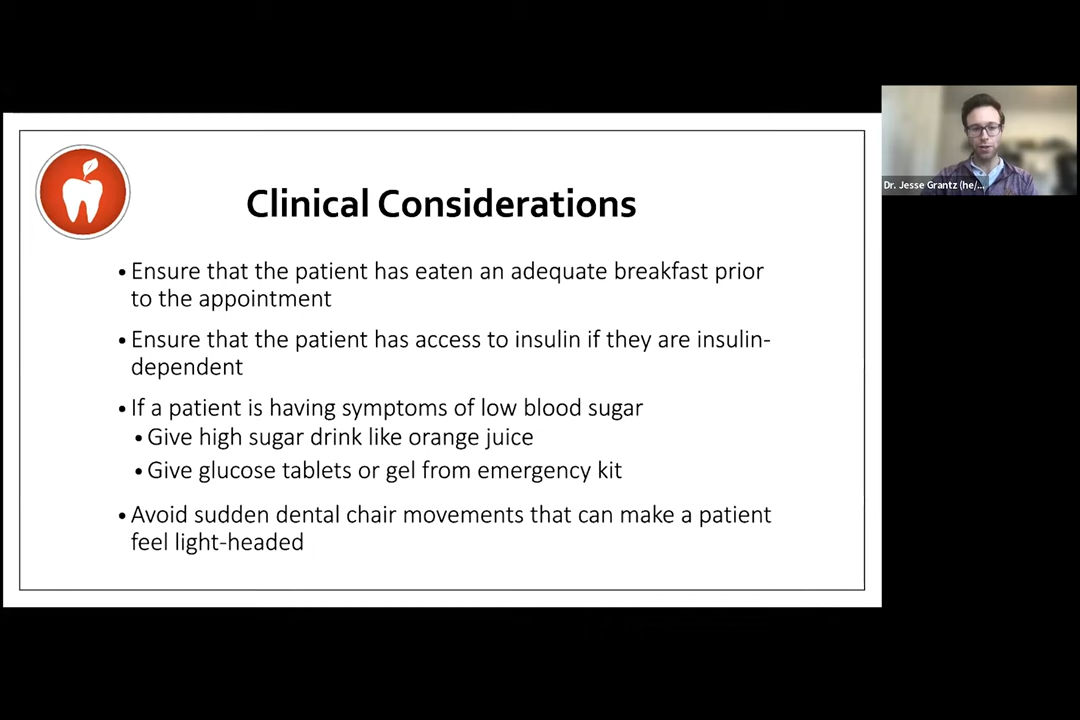 Clinical Considerations
• Ensure that the patient has eaten an adequate breakfast prior
to the appointment
• Ensure that the patient has access to insulin if they are insulin-
dependent
• If a patient is having symptoms of low blood sugar
• Give high sugar drink like orange juice
• Give glucose tablets or gel from emergency kit
• Avoid sudden dental chair movements that can make a patient
feel light-headed
Dr. Jesse Grantz (he/...